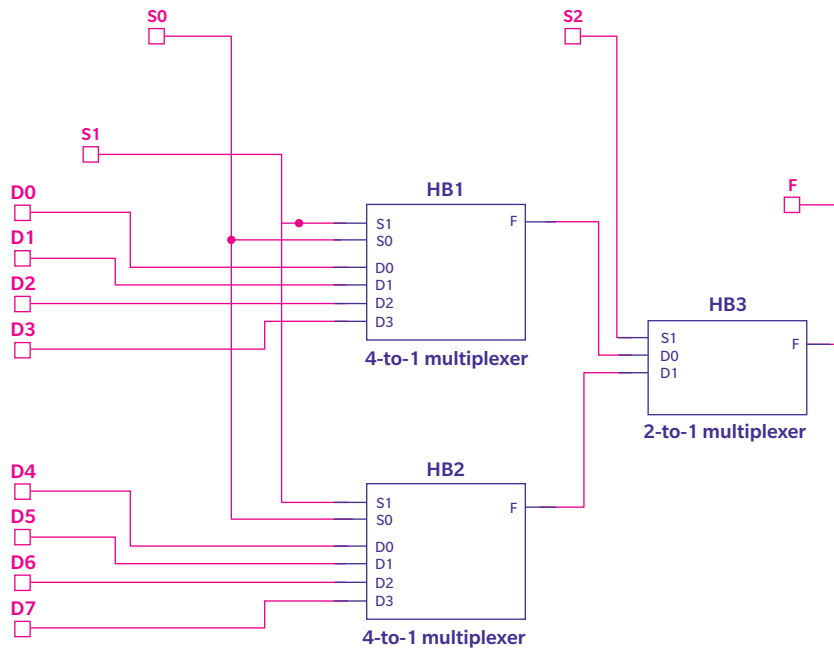 S0
S2
S1
D0
D1
D2
D3
HB1
S1
S0
D0
D1
D2
D3
F
4-to-1 multiplexer
F
HB3
S1
D0
D1
F
2-to-1 multiplexer
D4
D5
D6
D7
HB2
S1
S0
D0
D1
D2
D3
F
4-to-1 multiplexer